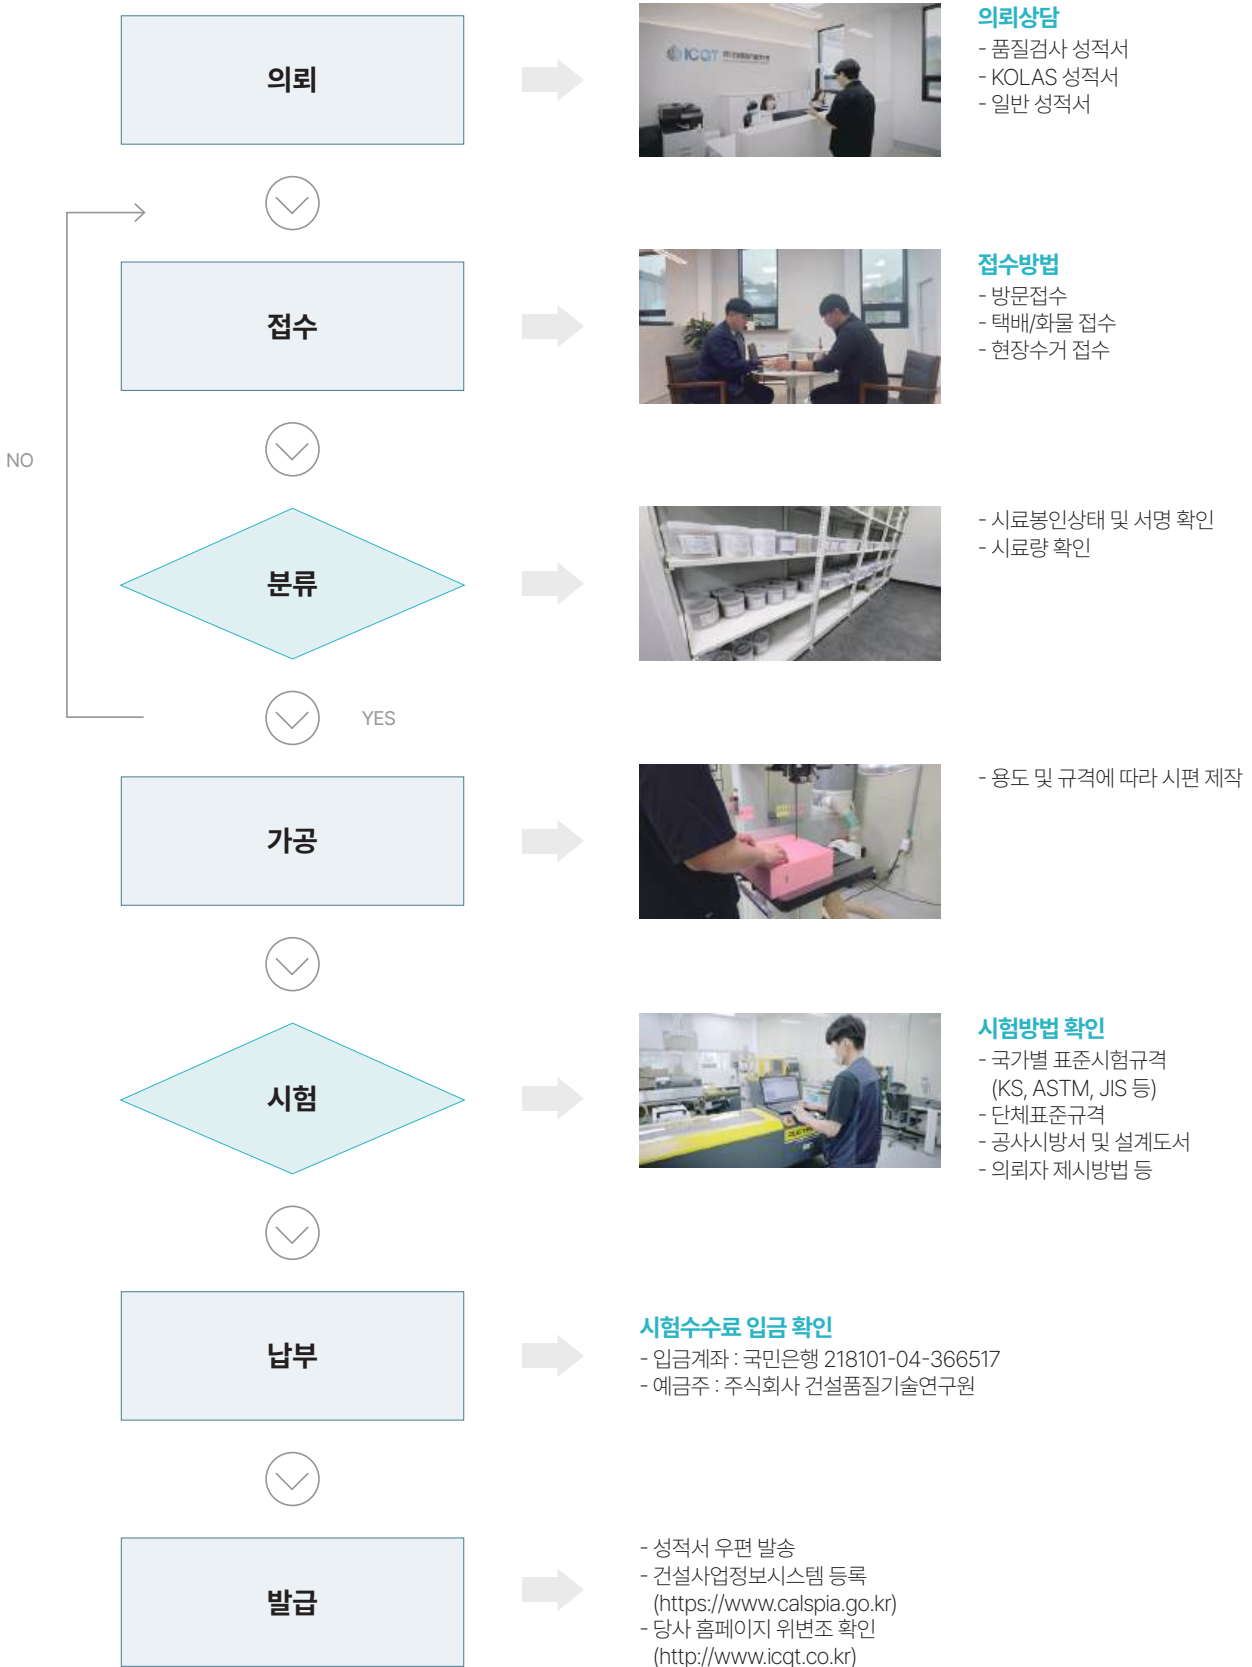 의뢰
ICQT
의뢰상담
- 품질검사 성적서
- KOLAS 성적서
- 일반 성적서
접수
접수방법
- 방문접수
- 택배/화물 접수
- 현장수거 접수
NO
분류
- 시료봉인상태 및 서명 확인
- 시료량 확인
YES
가공
- 용도 및 규격에 따라 시편 제작
시험
시험방법 확인
- 국가별 표준시험규격
(KS, ASTM, JIS 등)
- 단체표준규격
- 공사시방서 및 설계도서
- 의뢰자 제시방법 등
납부
시험수수료 입금 확인
- 입금계좌 : 국민은행 218101-04-366517
- 예금주 : 주식회사 건설품질기술연구원
발급
- 성적서 우편 발송
- 건설사업정보시스템 등록
(https://www.calspia.go.kr)
- 당사 홈페이지 위변조 확인
(http://www.icqt.co.kr)